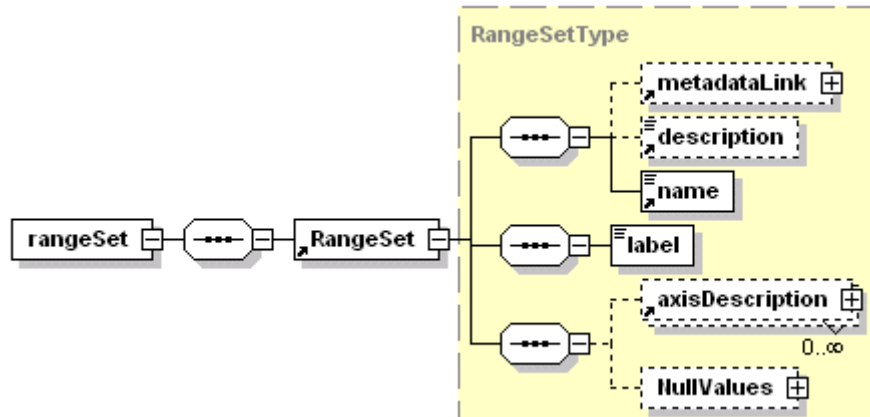 RangeSetType
metadataLink
description
name
rangeSet
RangeSet
label
axisDescription
0..∞
NullValues